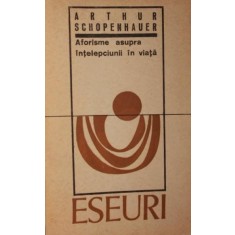 ARTHUR
SCHOPENHAUER
Aforisme asupra
înțelepciunii în viață
ESEURI